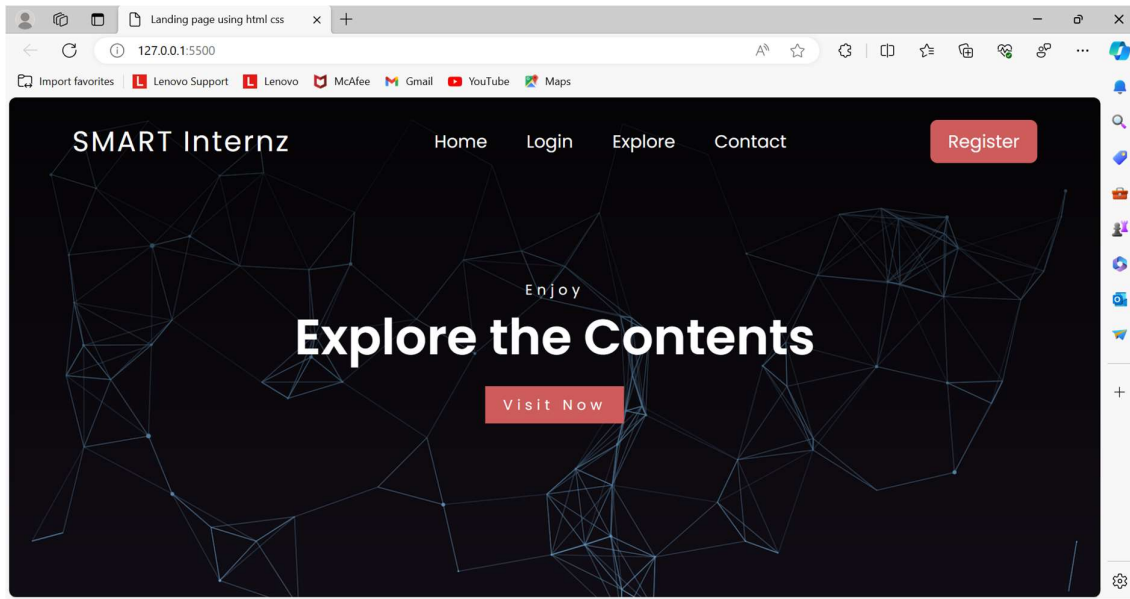 Landing page using html css
127.0.0.1:5500
Import favorites Lenovo Support Lenovo McAfee Gmail YouTube Maps
SMART Internz Home Login Explore Contact Register
Enjoy
Explore the Contents
Visit Now